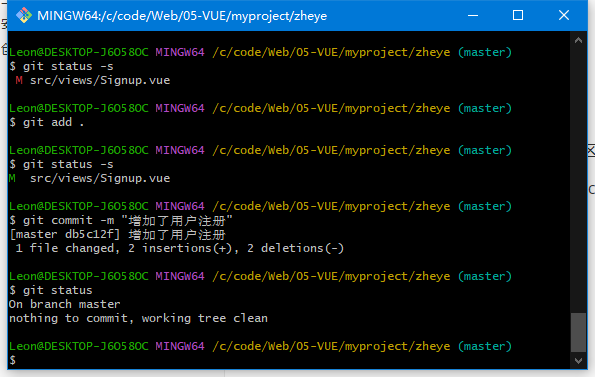 MINGW64:/c/code/Web/05-VUE/myproject/zheye
Leon@DESKTOP-J6058OC MINGW64 /c/code/Web/05-VUE/myproject/zheye (master)
$ git status -s
 M src/views/Signup.vue
Leon@DESKTOP-J6058OC MINGW64 /c/code/Web/05-VUE/myproject/zheye (master)
$ git add .
Leon@DESKTOP-J6058OC MINGW64 /c/code/Web/05-VUE/myproject/zheye (master)
$ git status -s
M  src/views/Signup.vue
Leon@DESKTOP-J6058OC MINGW64 /c/code/Web/05-VUE/myproject/zheye (master)
$ git commit -m "增加了用户注册"
[master db5c12f] 增加了用户注册
 1 file changed, 2 insertions(+), 2 deletions(-)
Leon@DESKTOP-J6058OC MINGW64 /c/code/Web/05-VUE/myproject/zheye (master)
$ git status
On branch master
nothing to commit, working tree clean
Leon@DESKTOP-J6058OC MINGW64 /c/code/Web/05-VUE/myproject/zheye (master)
$